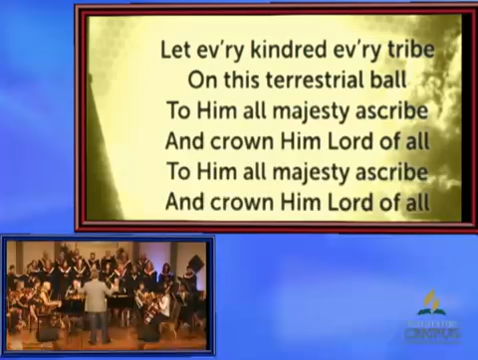 Let ev'ry kindred ev'ry tribe
On this terrestrial ball
To Him all majesty ascribe
And crown Him Lord of all
To Him all majesty ascribe
And crown Him Lord of all